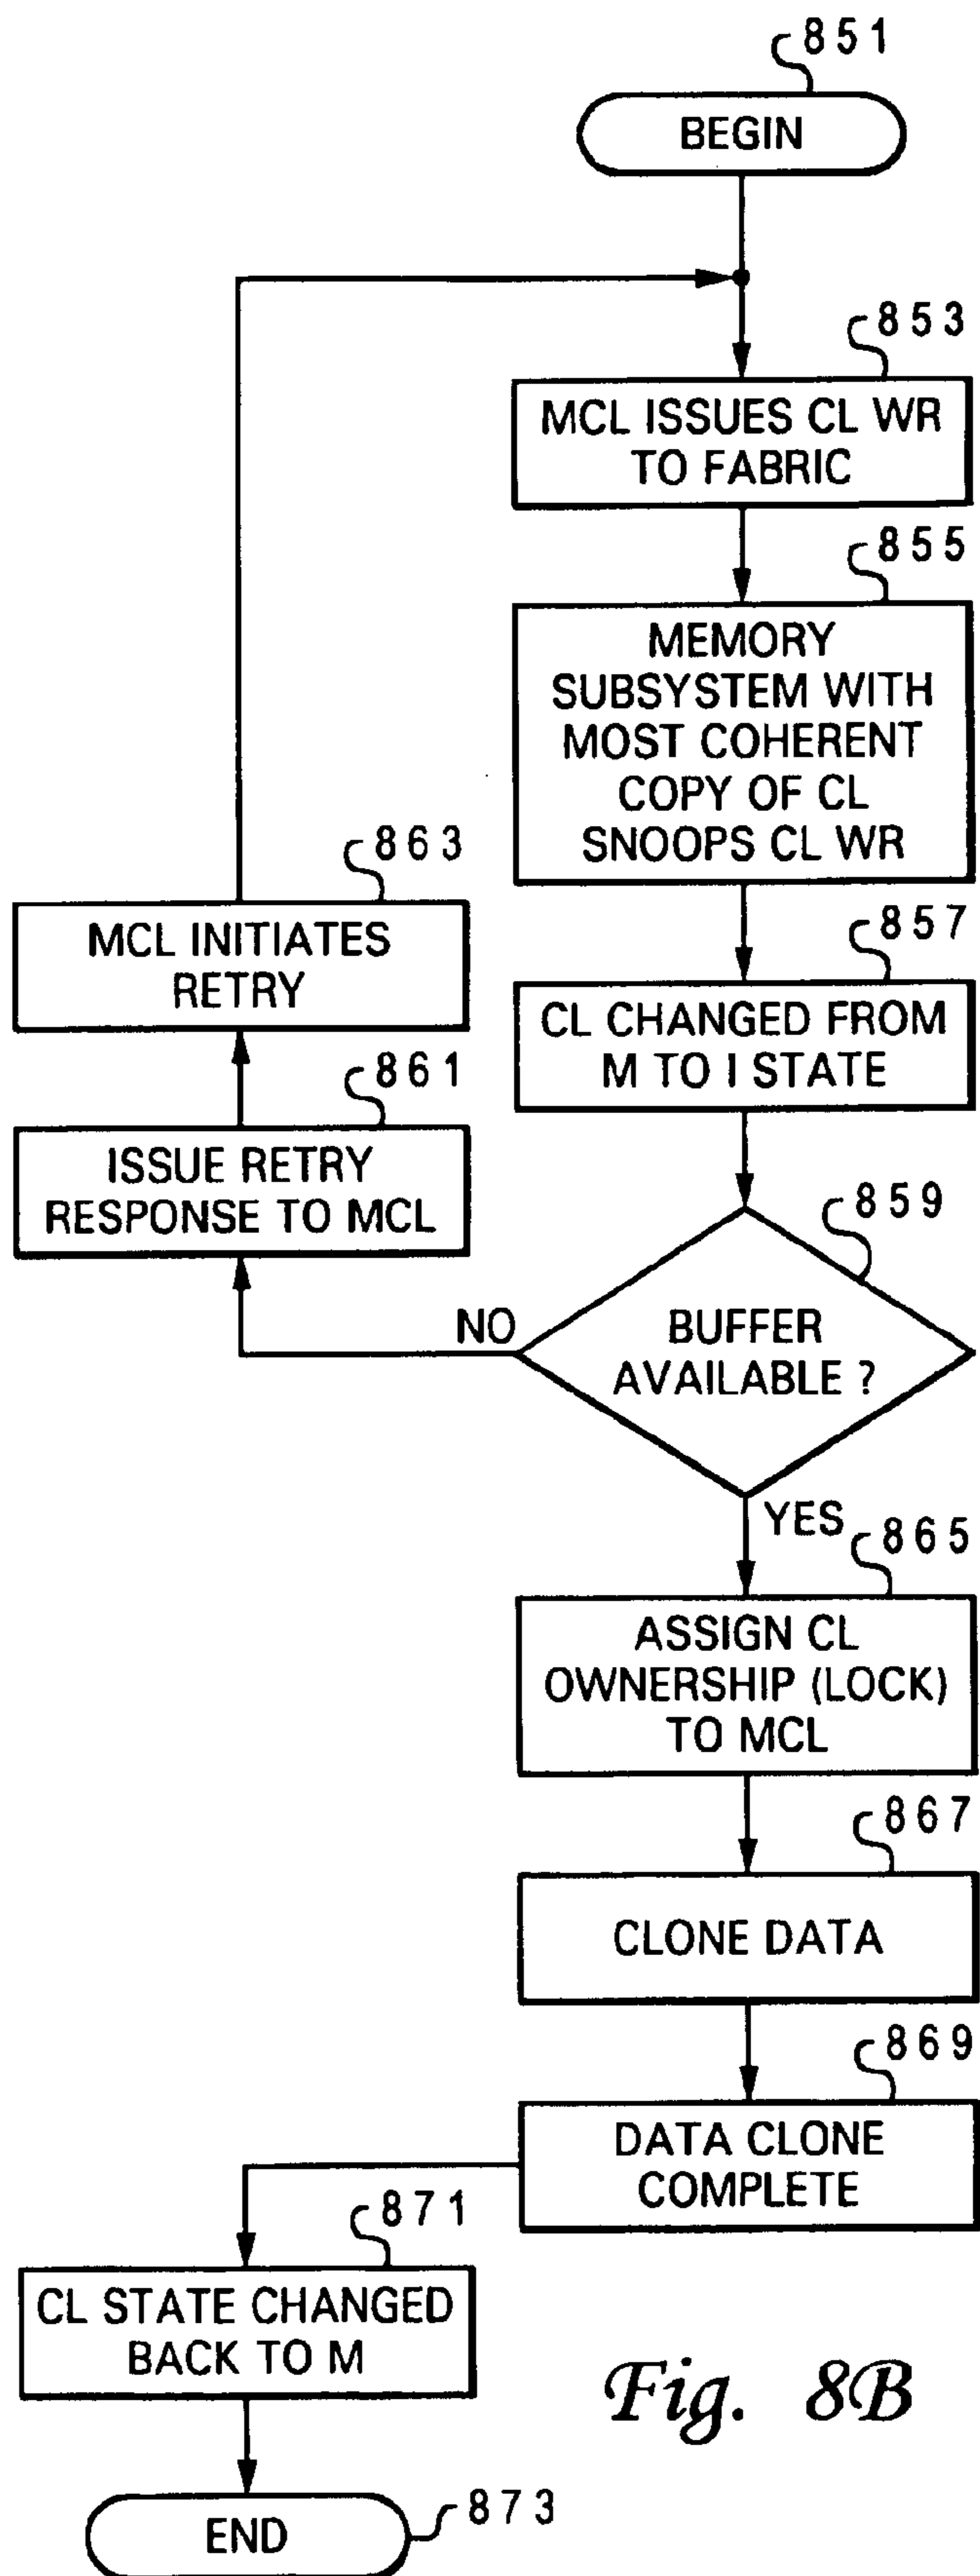 851
BEGIN
853
MCL ISSUES CL WR
TO FABRIC
855
MEMORY
SUBSYSTEM WITH
MOST COHERENT
COPY OF CL
SNOOPS CL WR
857
CL CHANGED FROM
M TO I STATE
859
BUFFER
AVAILABLE ?
NO
861
ISSUE RETRY
RESPONSE TO MCL
863
MCL INITIATES
RETRY
YES
865
ASSIGN CL
OWNERSHIP (LOCK)
TO MCL
867
CLONE DATA
869
DATA CLONE
COMPLETE
871
CL STATE CHANGED
BACK TO M
END
873
Fig. 8B